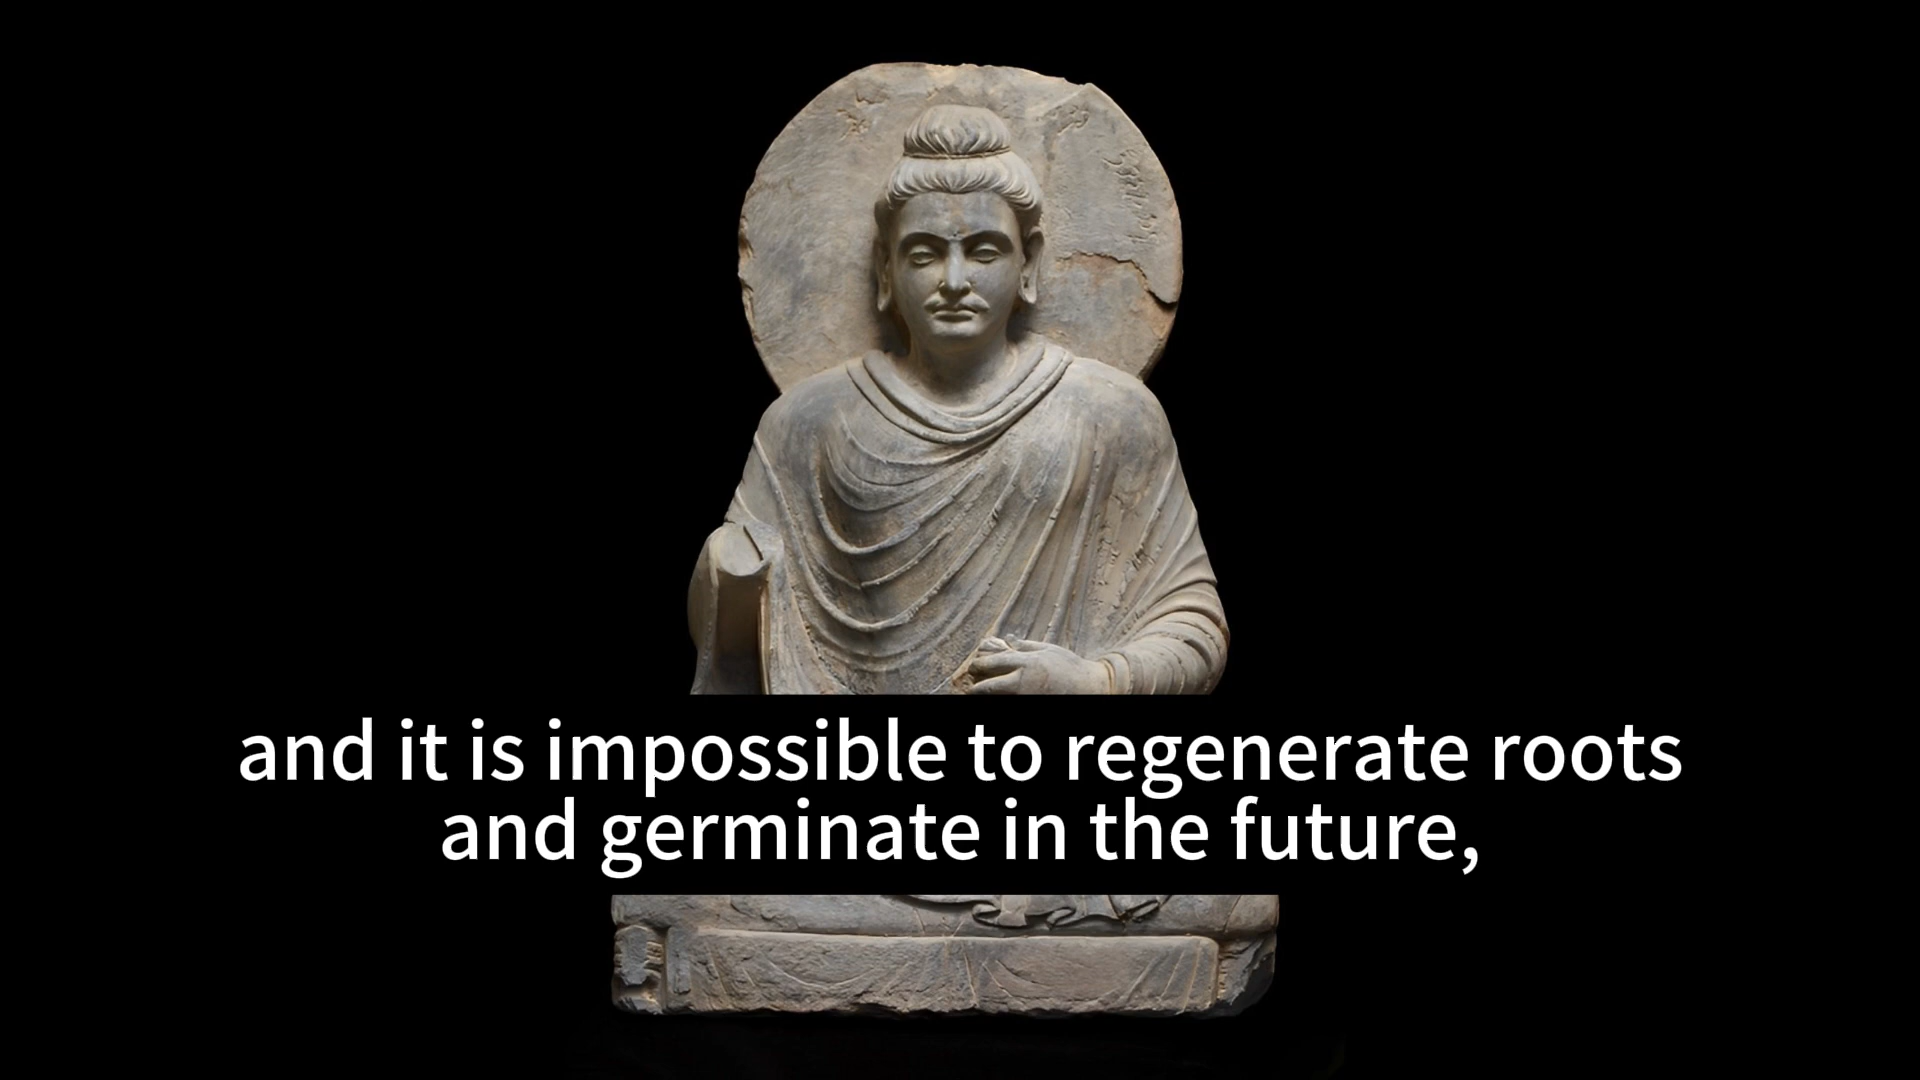 and it is impossible to regenerate roots
and germinate in the future,